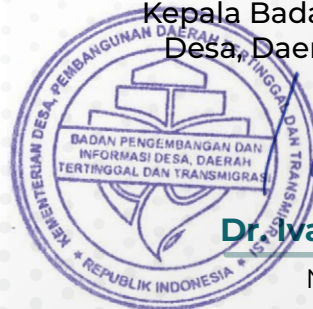 Kepala Bada
Desa, Daer
KEMENTERIAN DESA, PEMBANGUNAN DAERAH TERTINGGAL DAN TRANSMIGRASI
BADAN PENGEMBANGAN DAN
INFORMASI DESA, DAERAH
TERTINGGAL DAN TRANSMIGRASI
* REPUBLIK INDONESIA *
Dr. Iva
N